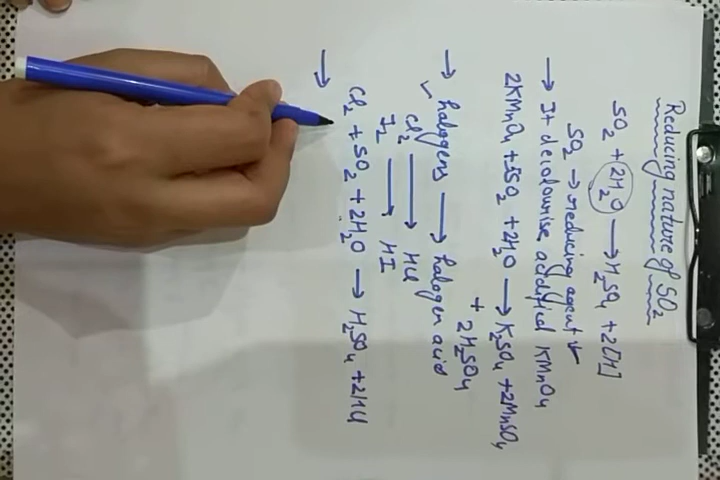 Reducing nature of SO2
SO2 + 2H2O → H2SO4 + 2[H]
SO2 → reducing agent
→ It decolourise acidified KMnO4
2KMnO4 + 5SO2 + 2H2O → K2SO4 + 2MnSO4
+ 2H2SO4
→ halogens → halogen acid
Cl2 → HCl
I2 → HI
Cl2 + SO2 + 2H2O → H2SO4 + 2HCl
→